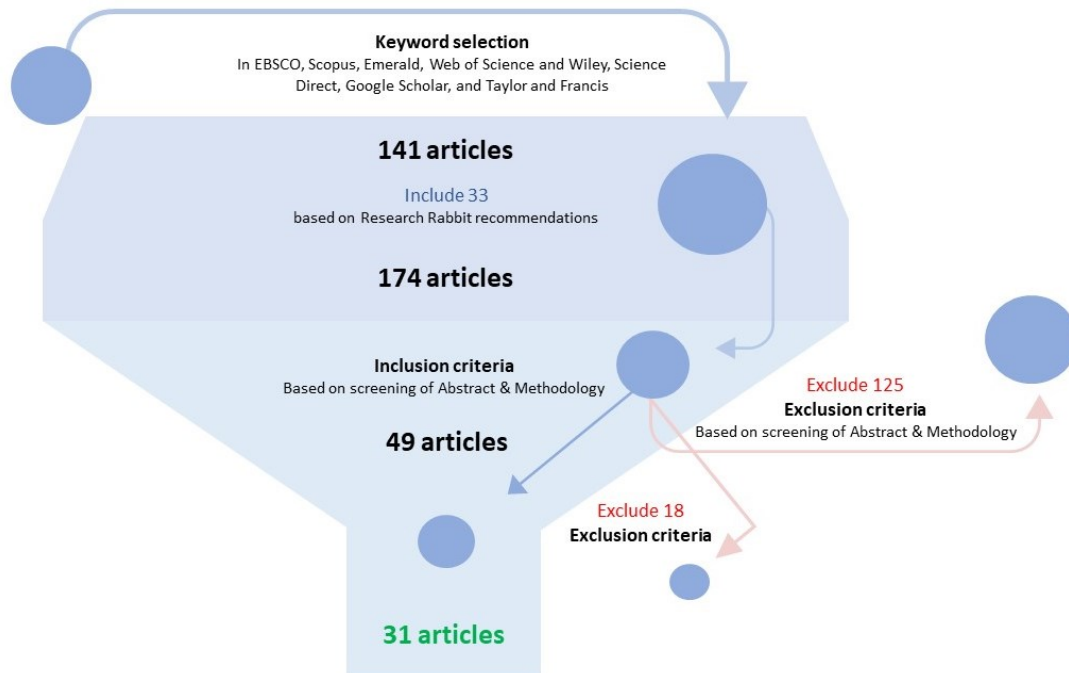 Keyword selection
In EBSCO, Scopus, Emerald, Web of Science and Wiley, Science
Direct, Google Scholar, and Taylor and Francis
141 articles
Include 33
based on Research Rabbit recommendations
174 articles
Inclusion criteria
Based on screening of Abstract & Methodology
Exclude 125
Exclusion criteria
Based on screening of Abstract & Methodology
49 articles
Exclude 18
Exclusion criteria
31 articles